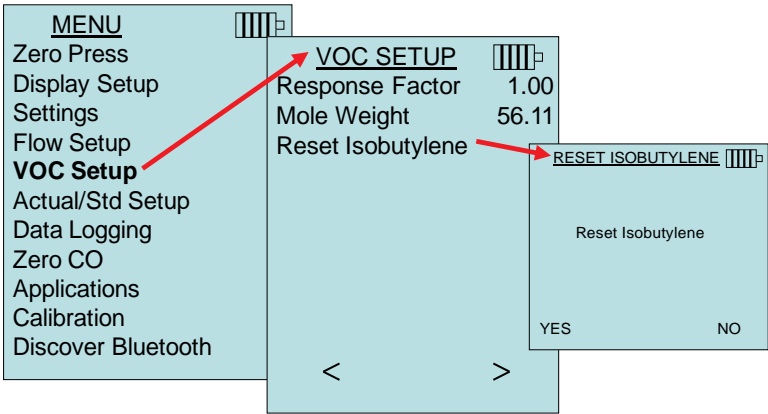 MENU
Zero Press
Display Setup
Settings
Flow Setup
VOC Setup
Actual/Std Setup
Data Logging
Zero CO
Applications
Calibration
Discover Bluetooth
VOC SETUP
Response Factor 1.00
Mole Weight 56.11
Reset Isobutylene
< >
RESET ISOBUTYLENE
Reset Isobutylene
YES NO